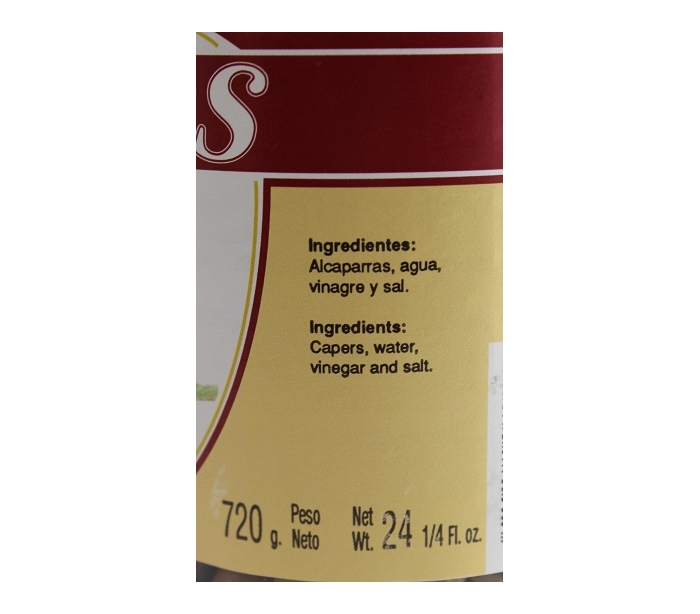 S
Ingredientes:
Alcaparras, agua,
vinagre y sal.
Ingredients:
Capers, water,
vinegar and salt.
720 g. Peso Neto
Net Wt. 24 1/4 Fl. oz.